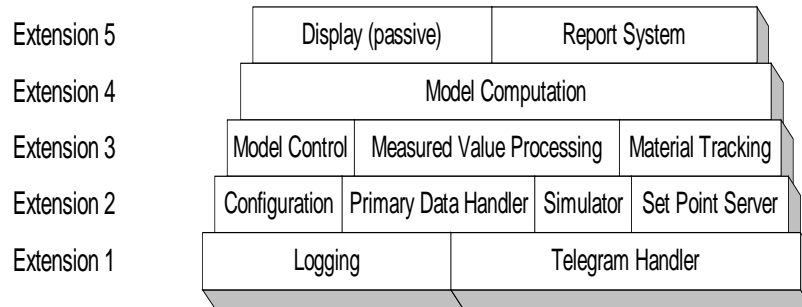 Extension 5 Display (passive) Report System
Extension 4 Model Computation
Extension 3 Model Control Measured Value Processing Material Tracking
Extension 2 Configuration Primary Data Handler Simulator Set Point Server
Extension 1 Logging Telegram Handler